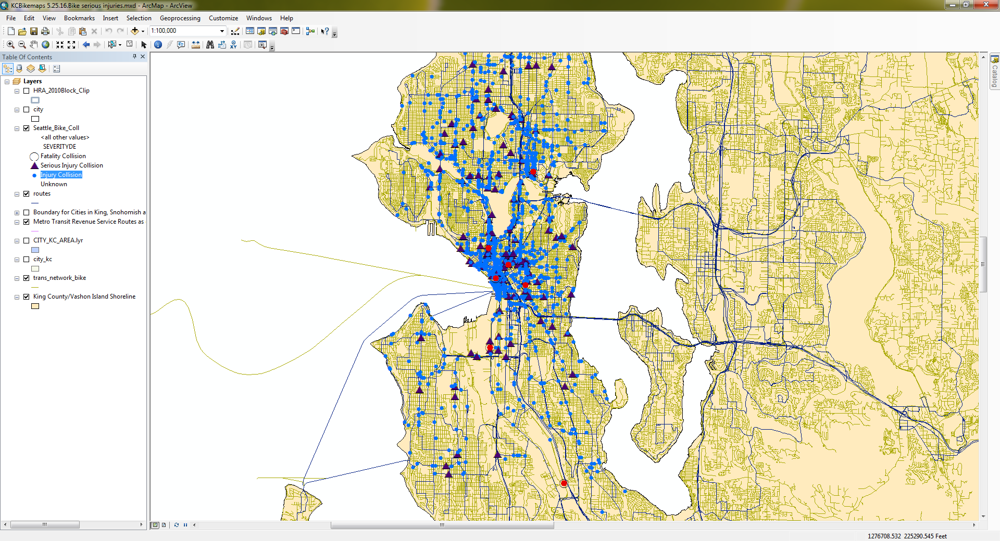 KCBikemaps 5.25.16.Bike serious injuries.mxd - ArcMap - ArcView
File Edit View Bookmarks Insert Selection Geoprocessing Customize Windows Help
1:100,000
Table Of Contents
Layers
HRA_2010Block_Clip
city
Seattle_Bike_Coll
<all other values>
SEVERITYDE
Fatality Collision
Serious Injury Collision
Injury Collision
Unknown
routes
Boundary for Cities in King, Snohomish a
Metro Transit Revenue Service Routes as
CITY_KC_AREA.lyr
city_kc
trans_network_bike
King County/Vashon Island Shoreline
Catalog
1276708.532 225290.545 Feet